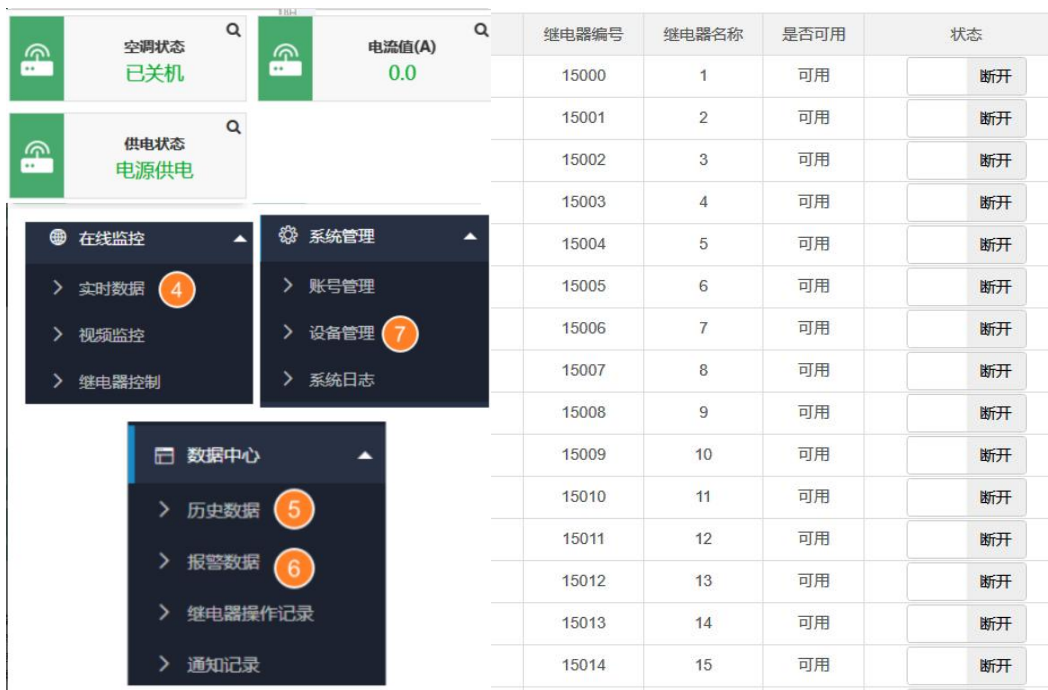 空调状态
已关机
电流值(A)
0.0
供电状态
电源供电
在线监控
实时数据 4
视频监控
继电器控制
系统管理
账号管理
设备管理 7
系统日志
数据中心
历史数据 5
报警数据 6
继电器操作记录
通知记录
继电器编号 继电器名称 是否可用 状态
15000 1 可用 断开
15001 2 可用 断开
15002 3 可用 断开
15003 4 可用 断开
15004 5 可用 断开
15005 6 可用 断开
15006 7 可用 断开
15007 8 可用 断开
15008 9 可用 断开
15009 10 可用 断开
15010 11 可用 断开
15011 12 可用 断开
15012 13 可用 断开
15013 14 可用 断开
15014 15 可用 断开